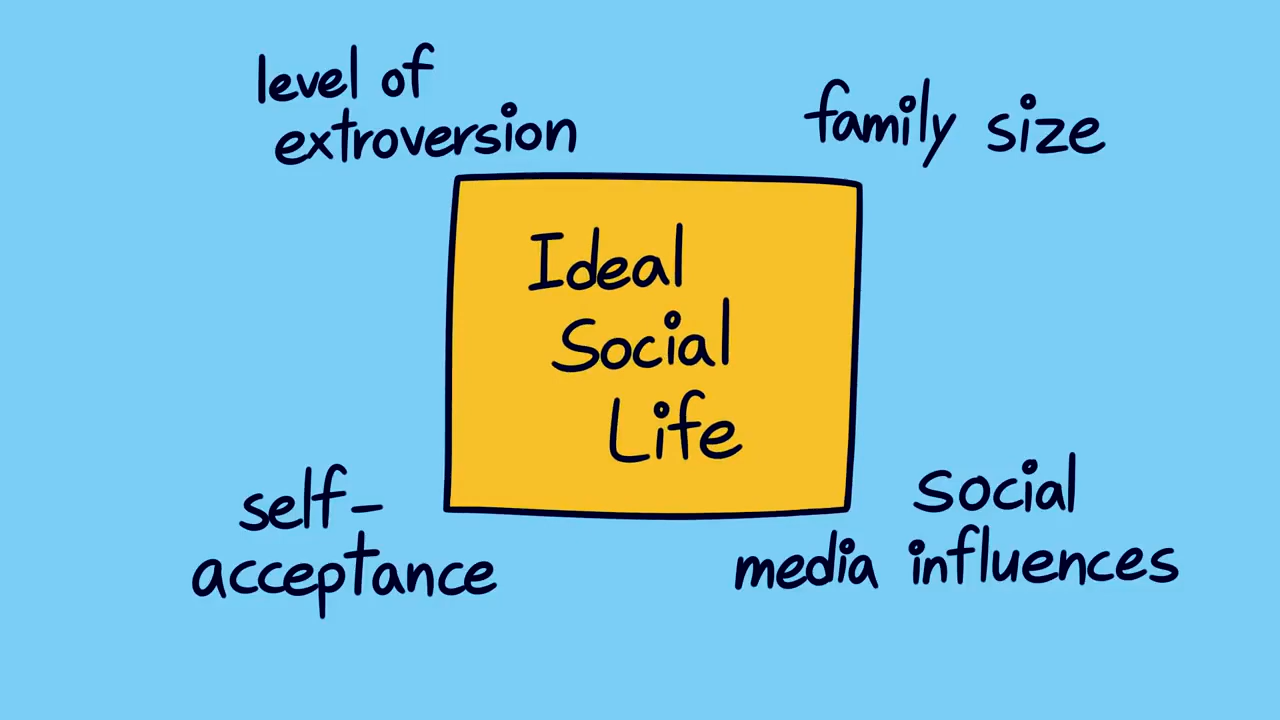 level of
extroversion
family size
Ideal
Social
Life
self-
acceptance
social
media influences